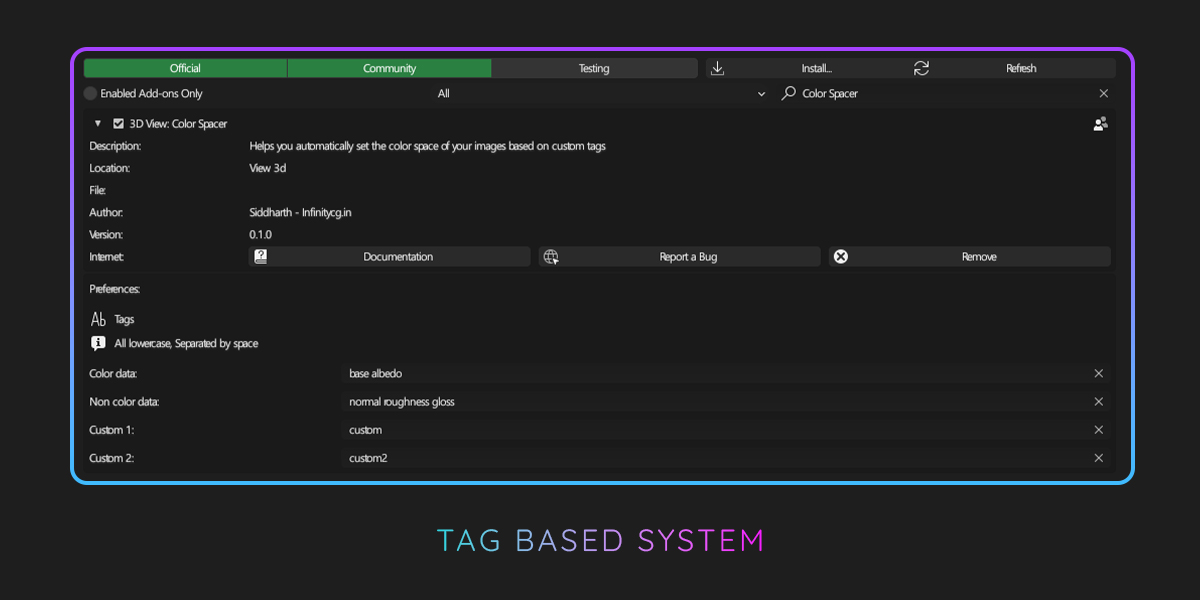 Official Community Testing Install... Refresh
Enabled Add-ons Only All Color Spacer
3D View: Color Spacer
Description: Helps you automatically set the color space of your images based on custom tags
Location: View 3d
File:
Author: Siddharth - Infinitycg.in
Version: 0.1.0
Internet: Documentation Report a Bug Remove
Preferences:
Ab Tags
All lowercase, Separated by space
Color data: base albedo
Non color data: normal roughness gloss
Custom 1: custom
Custom 2: custom2
TAG BASED SYSTEM